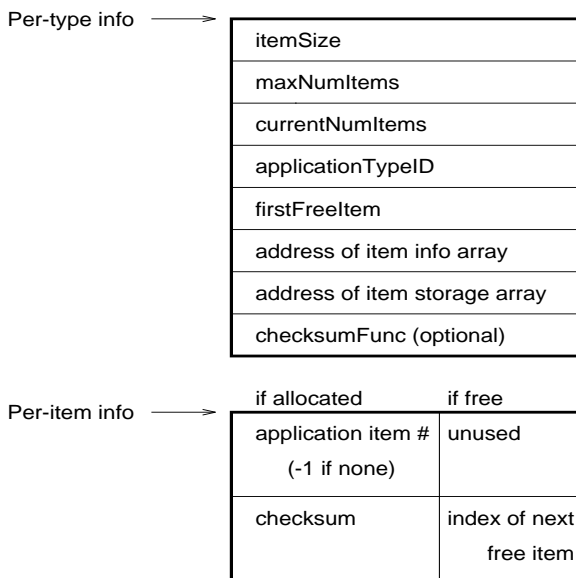 Per-type info
itemSize
maxNumItems
currentNumItems
applicationTypeID
firstFreeItem
address of item info array
address of item storage array
checksumFunc (optional)
if allocated if free
Per-item info
application item # unused
(-1 if none)
checksum index of next
free item